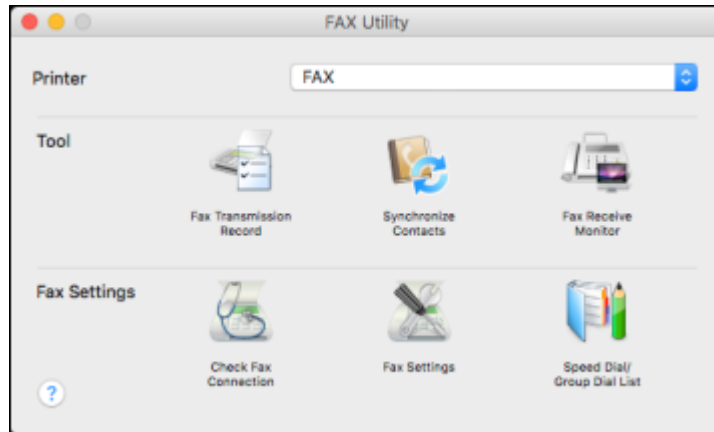 FAX Utility
Printer
FAX
Tool
Fax Transmission
Record
Synchronize
Contacts
Fax Receive
Monitor
Fax Settings
Check Fax
Connection
Fax Settings
Speed Dial/
Group Dial List
?